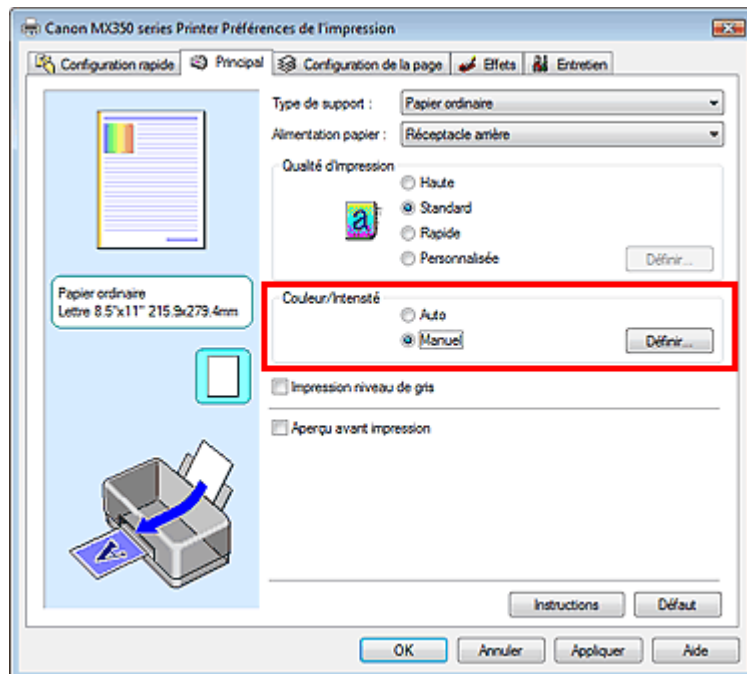 Canon MX350 series Printer Préférences de l'impression
Configuration rapide Principal Configuration de la page Effets Entretien
Type de support : Papier ordinaire
Alimentation papier : Réceptacle arrière
Qualité d'impression
Haute
a Standard
Rapide
Personnalisée Définir...
Papier ordinaire
Lettre 8.5"x11" 215.9x279.4mm
Couleur/Intensité
Auto
Manuel Définir...
Impression niveau de gris
Aperçu avant impression
A
Instructions Défaut
OK Annuler Appliquer Aide